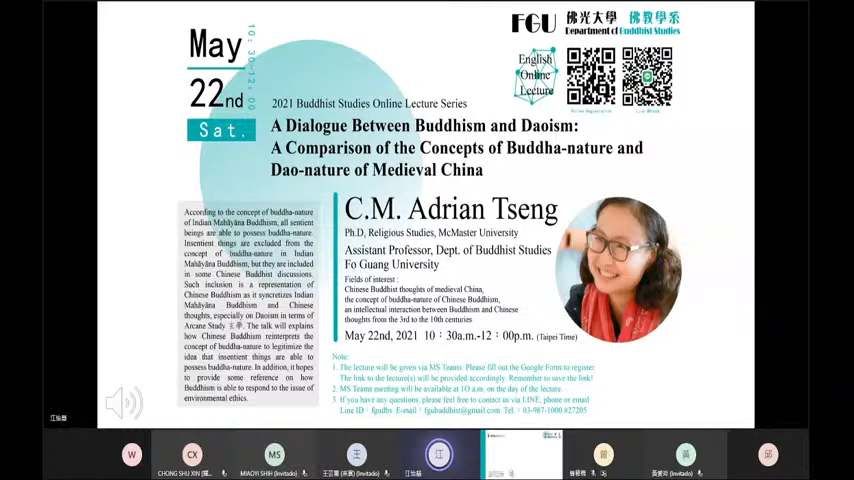 May
22nd
Sat.
10:30-12:00
FGU 佛光大學 佛教學系
Department of Buddhist Studies
English
Online
Lecture
Online Registration
2021 Buddhist Studies Online Lecture Series
A Dialogue Between Buddhism and Daoism:
A Comparison of the Concepts of Buddha-nature and
Dao-nature of Medieval China
According to the concept of buddha-nature
of Indian Mahāyāna Buddhism, all sentient
beings are able to possess buddha-nature.
Insentient things are excluded from the
concept of buddha-nature in Indian
Mahāyāna Buddhism, but they are included
in some Chinese Buddhist discussions.
Such inclusion is a representation of
Chinese Buddhism as it syncretizes Indian
Mahāyāna Buddhism and Chinese
thoughts, especially on Daoism in terms of
Arcane Study 玄學. The talk will explains
how Chinese Buddhism reinterprets the
concept of buddha-nature to legitimize the
idea that insentient things are able to
possess buddha-nature. In addition, it hopes
to provide some reference on how
Buddhism is able to respond to the issue of
environmental ethics.
C.M. Adrian Tseng
Ph.D, Religious Studies, McMaster University
Assistant Professor, Dept. of Buddhist Studies
Fo Guang University
Fields of interest :
Chinese Buddhist thoughts of medieval China,
the concept of buddha-nature of Chinese Buddhism,
an intellectual interaction between Buddhism and Chinese
thoughts from the 3rd to the 10th centuries
May 22nd, 2021 10：30a.m.-12：00p.m. (Taipei Time)
Note:
1. The lecture will be given via MS Teams. Please fill out the Google Form to register
The link to the lecture(s) will be provided accordingly. Remember to save the link!
2. MS Teams meeting will be available at 10 a.m. on the day of the lecture.
3. If you have any questions, please feel free to contact us via LINE, phone or email
Line ID：fgudbs E-mail：fgubuddhist@gmail.com Tel.：03-987-1000 #27205
W
CX
MS
王
江
曾
黃
邱
CHONG SHU XIN
MIAOYI SHIH (Invitado)
(Invitado)
(Invitado)